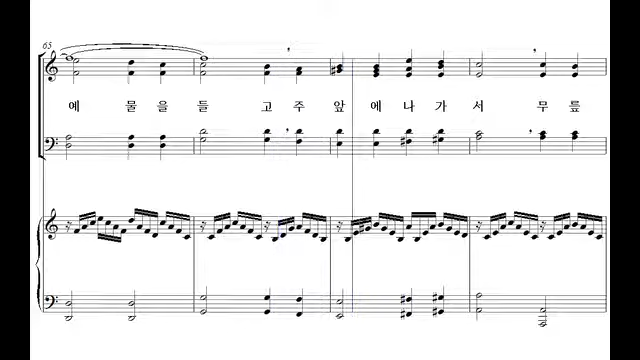 65
예 물 을 들 고 주 앞 에 나 가 서 무 릎